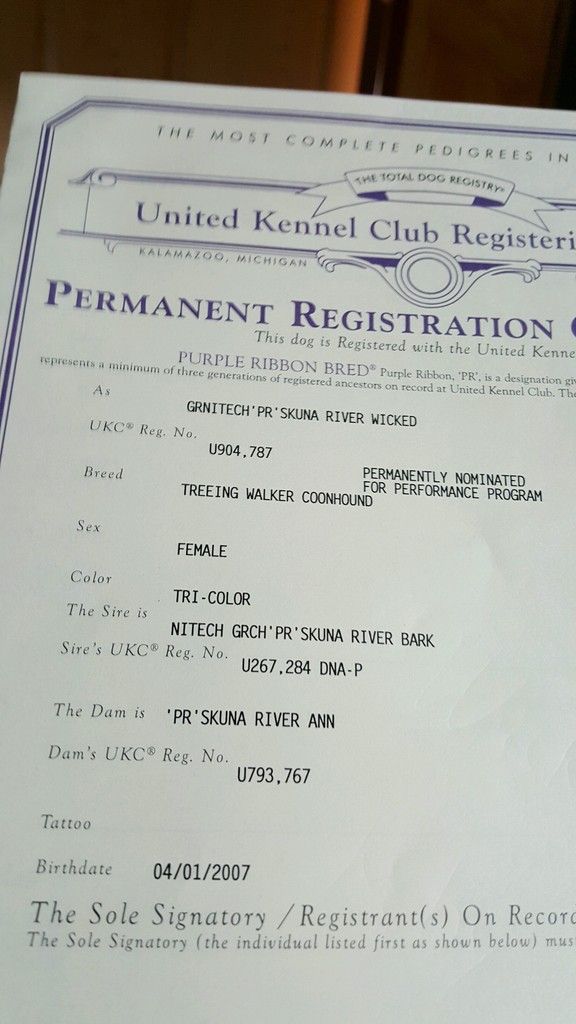 THE MOST COMPLETE PEDIGREES IN
THE TOTAL DOG REGISTRY®
United Kennel Club Registeri
KALAMAZOO, MICHIGAN
PERMANENT REGISTRATION
This dog is Registered with the United Kenne
PURPLE RIBBON BRED® Purple Ribbon, 'PR', is a designation gi
represents a minimum of three generations of registered ancestors on record at United Kennel Club. The
As
GRNITECH'PR'SKUNA RIVER WICKED
UKC® Reg. No.
U904,787
PERMANENTLY NOMINATED
FOR PERFORMANCE PROGRAM
Breed
TREEING WALKER COONHOUND
Sex
FEMALE
Color
TRI-COLOR
The Sire is
NITECH GRCH'PR'SKUNA RIVER BARK
Sire's UKC® Reg. No.
U267,284 DNA-P
The Dam is 'PR'SKUNA RIVER ANN
Dam's UKC® Reg. No.
U793,767
Tattoo
Birthdate 04/01/2007
The Sole Signatory / Registrant(s) On Recor
The Sole Signatory (the individual listed first as shown below) mus